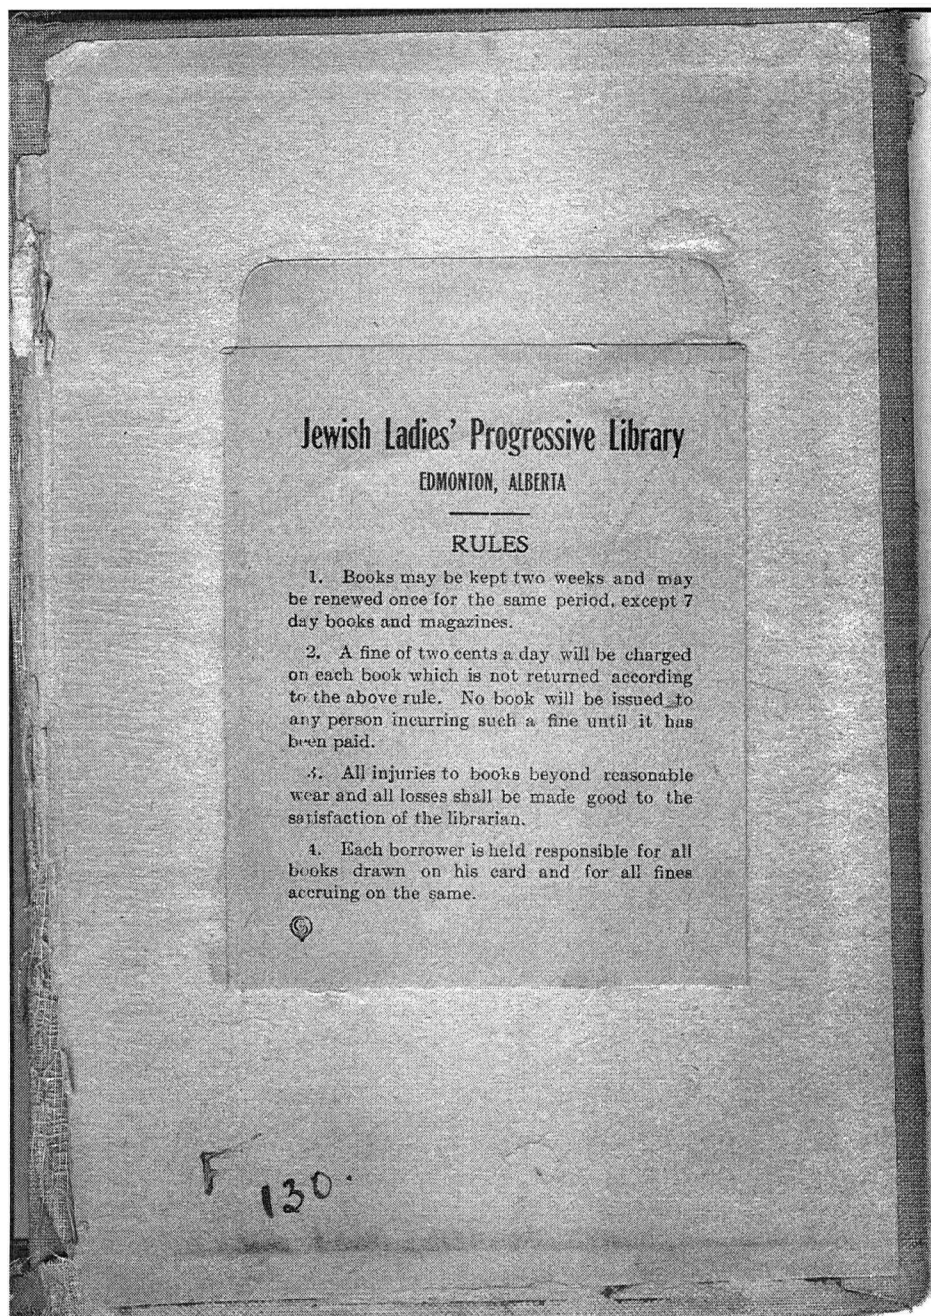 Jewish Ladies' Progressive Library
EDMONTON, ALBERTA
RULES
1. Books may be kept two weeks and may
be renewed once for the same period, except 7
day books and magazines.
2. A fine of two cents a day will be charged
on each book which is not returned according
to the above rule. No book will be issued to
any person incurring such a fine until it has
been paid.
3. All injuries to books beyond reasonable
wear and all losses shall be made good to the
satisfaction of the librarian.
4. Each borrower is held responsible for all
books drawn on his card and for all fines
accruing on the same.
F
130.